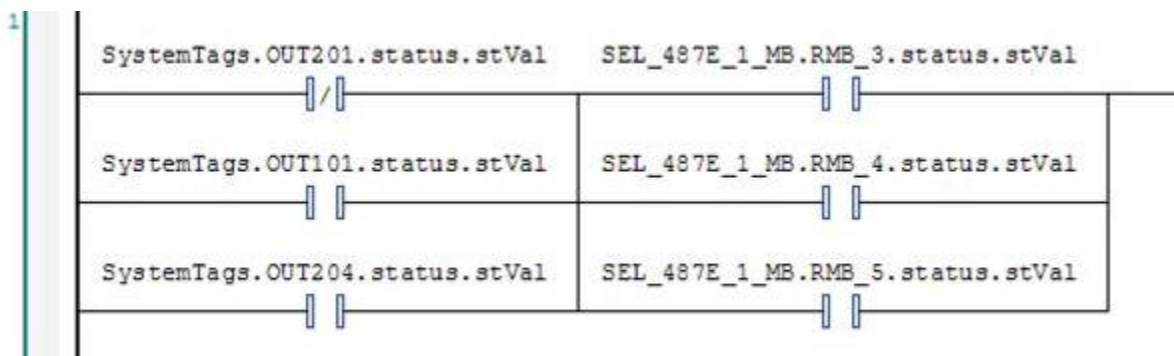 1
SystemTags.OUT201.status.stVal SEL_487E_1_MB.RMB_3.status.stVal
SystemTags.OUT101.status.stVal SEL_487E_1_MB.RMB_4.status.stVal
SystemTags.OUT204.status.stVal SEL_487E_1_MB.RMB_5.status.stVal